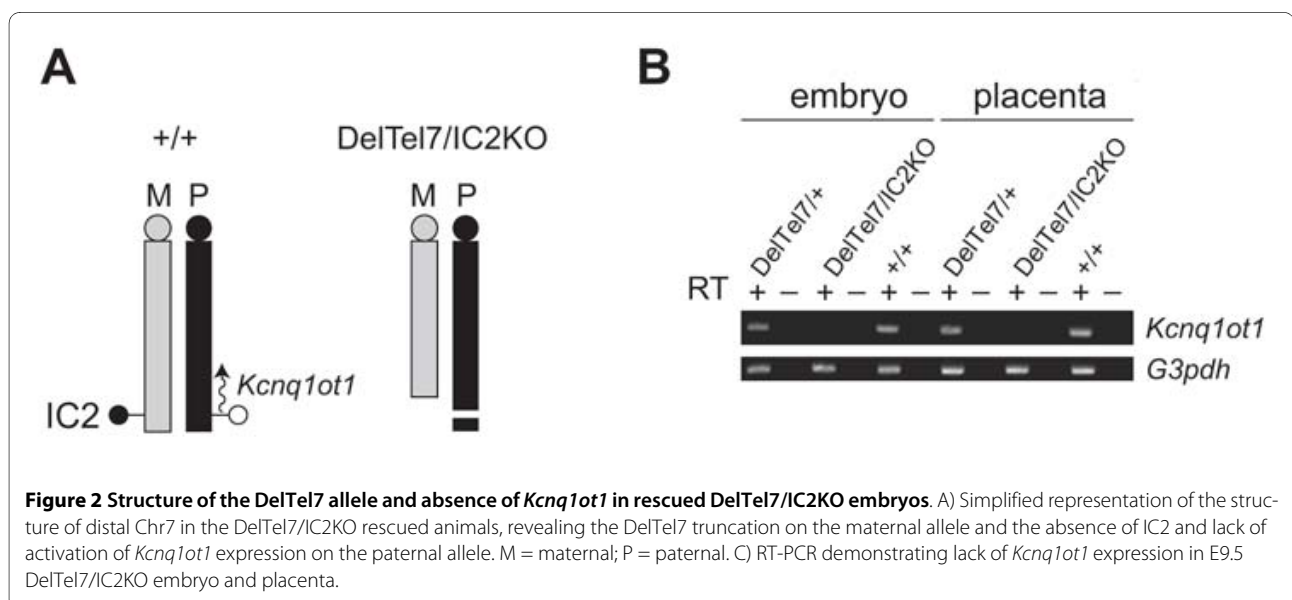 A
+/+
DelTel7/IC2KO
M P
M P
Kcnq1ot1
IC2
B
embryo placenta
DelTel7/+ DelTel7/IC2KO +/+ DelTel7/+ DelTel7/IC2KO +/+
RT + – + – + – + – + – + –
Kcnq1ot1
G3pdh
Figure 2 Structure of the DelTel7 allele and absence of Kcnq1ot1 in rescued DelTel7/IC2KO embryos. A) Simplified representation of the struc-
ture of distal Chr7 in the DelTel7/IC2KO rescued animals, revealing the DelTel7 truncation on the maternal allele and the absence of IC2 and lack of
activation of Kcnq1ot1 expression on the paternal allele. M = maternal; P = paternal. C) RT-PCR demonstrating lack of Kcnq1ot1 expression in E9.5
DelTel7/IC2KO embryo and placenta.